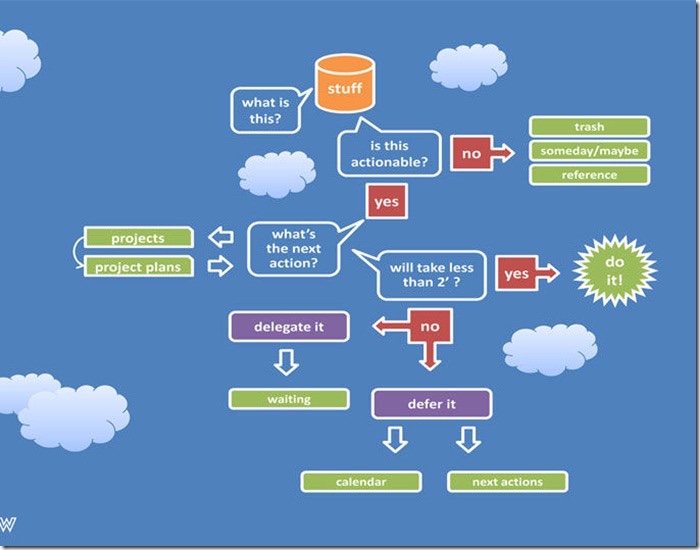 stuff
what is
this?
is this
actionable?
no
trash
someday/maybe
reference
yes
projects
project plans
what's
the next
action?
will take less
than 2' ?
yes
do
it!
delegate it
no
waiting
defer it
calendar
next actions
W